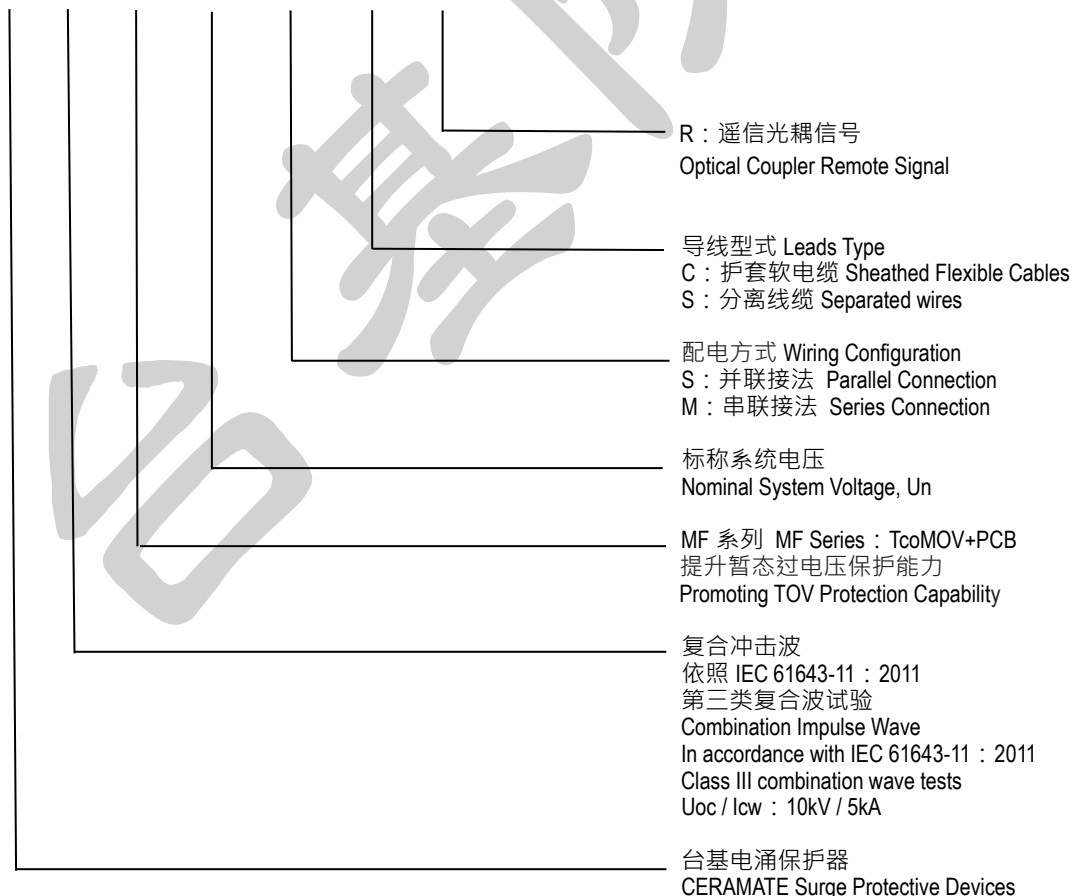 R：遥信光耦信号
Optical Coupler Remote Signal
导线型式 Leads Type
C：护套软电缆 Sheathed Flexible Cables
S：分离线缆 Separated wires
配电方式 Wiring Configuration
S：并联接法 Parallel Connection
M：串联接法 Series Connection
标称系统电压
Nominal System Voltage, Un
MF 系列 MF Series：TcoMOV+PCB
提升暂态过电压保护能力
Promoting TOV Protection Capability
复合冲击波
依照 IEC 61643-11：2011
第三类复合波试验
Combination Impulse Wave
In accordance with IEC 61643-11：2011
Class III combination wave tests
Uoc / Icw：10kV / 5kA
台基电涌保护器
CERAMATE Surge Protective Devices
台基